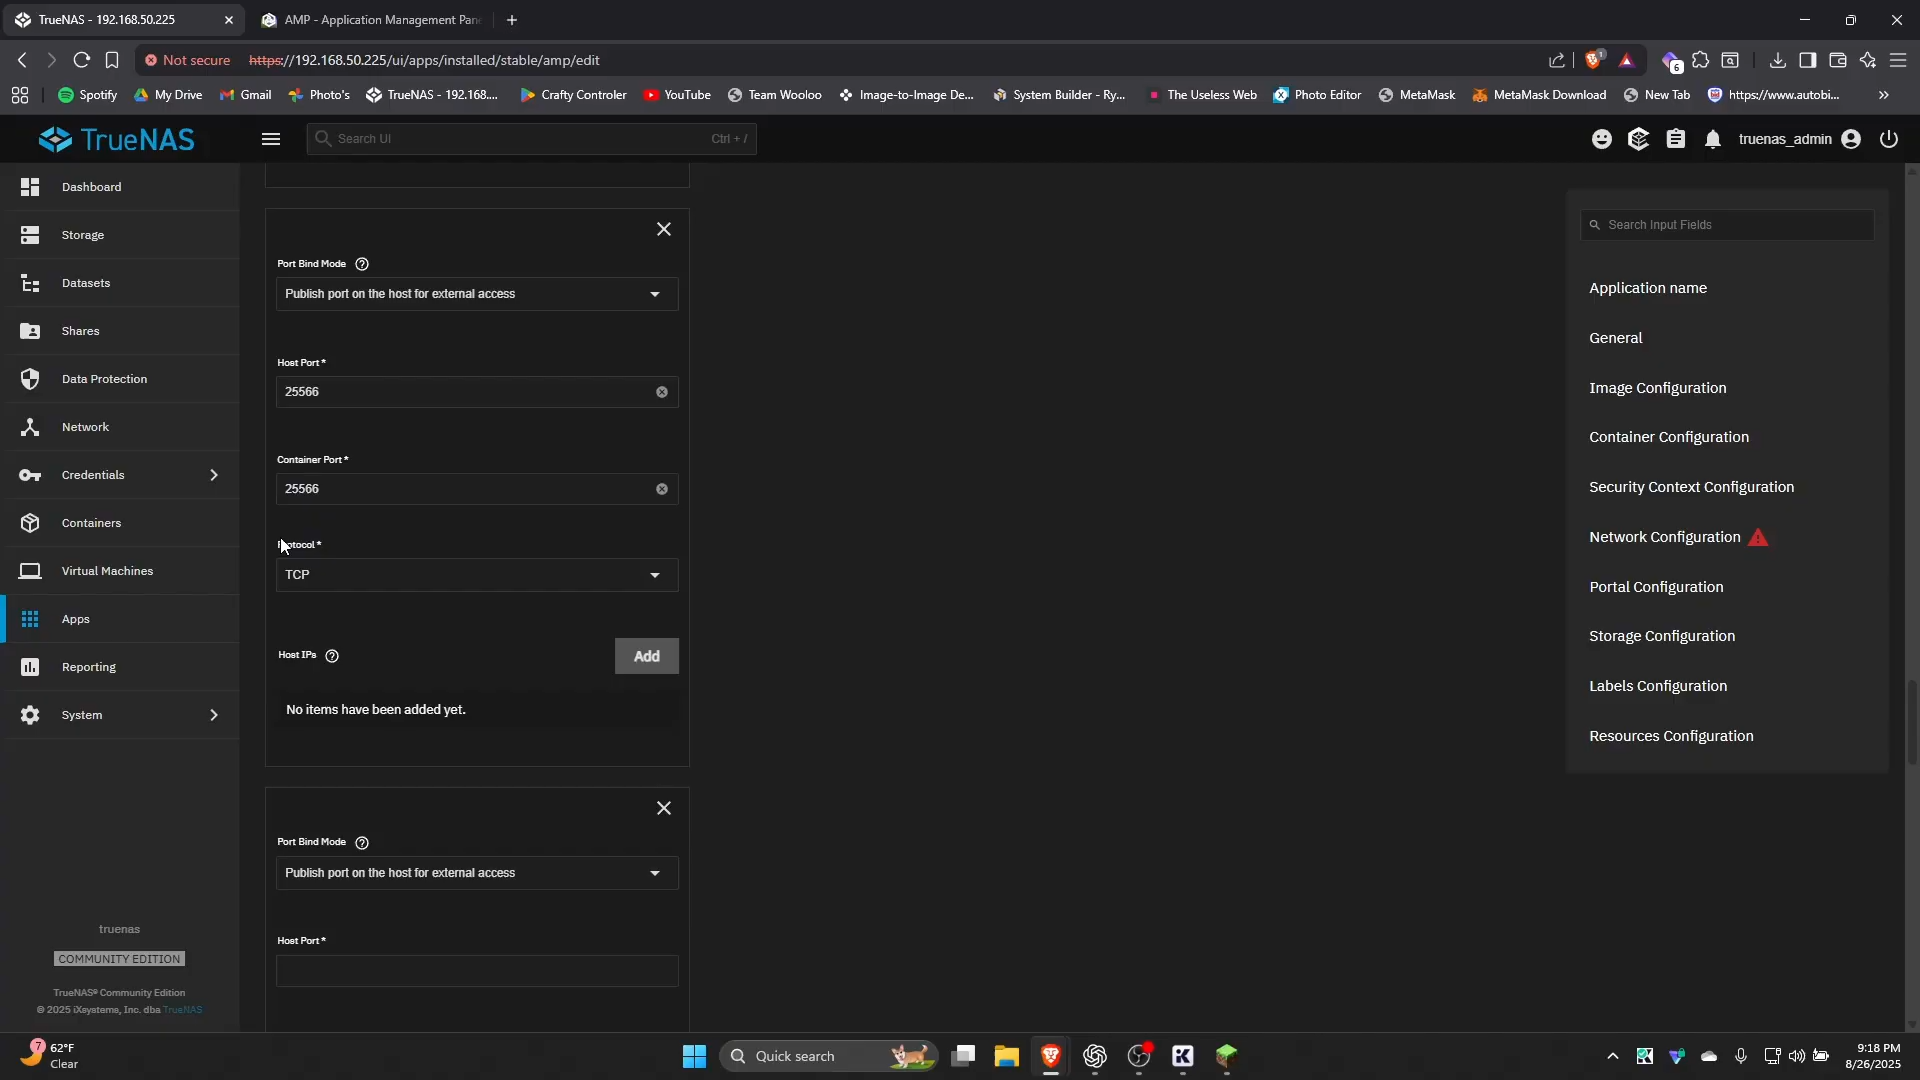 TrueNAS - 192.168.50.225
AMP - Application Management Pan
Not secure
https://192.168.50.225/ui/apps/installed/stable/amp/edit
1
6
Spotify
My Drive
Gmail
Photo's
TrueNAS - 192.168....
Crafty Controler
YouTube
Team Wooloo
Image-to-Image De...
System Builder - Ry...
The Useless Web
Photo Editor
MetaMask
MetaMask Download
New Tab
https://www.autobi...
TrueNAS
Search UI
Ctrl + /
truenas_admin
Dashboard
Storage
Datasets
Shares
Data Protection
Network
Credentials
Containers
Virtual Machines
Apps
Reporting
System
truenas
COMMUNITY EDITION
TrueNAS® Community Edition
© 2025 iXsystems, Inc. dba TrueNAS
Port Bind Mode
Publish port on the host for external access
Host Port *
25566
Container Port *
25566
Protocol *
TCP
Host IPs
Add
No items have been added yet.
Port Bind Mode
Publish port on the host for external access
Host Port *
Search Input Fields
Application name
General
Image Configuration
Container Configuration
Security Context Configuration
Network Configuration
Portal Configuration
Storage Configuration
Labels Configuration
Resources Configuration
7
62°F
Clear
Quick search
9:18 PM
8/26/2025